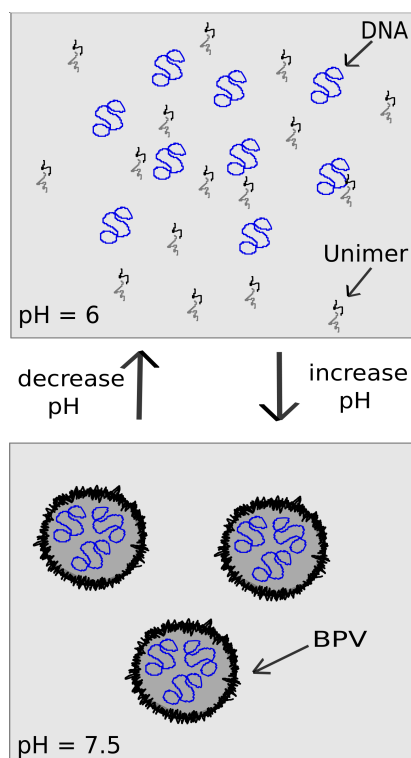 DNA
Unimer
pH = 6
decrease
pH
increase
pH
BPV
pH = 7.5